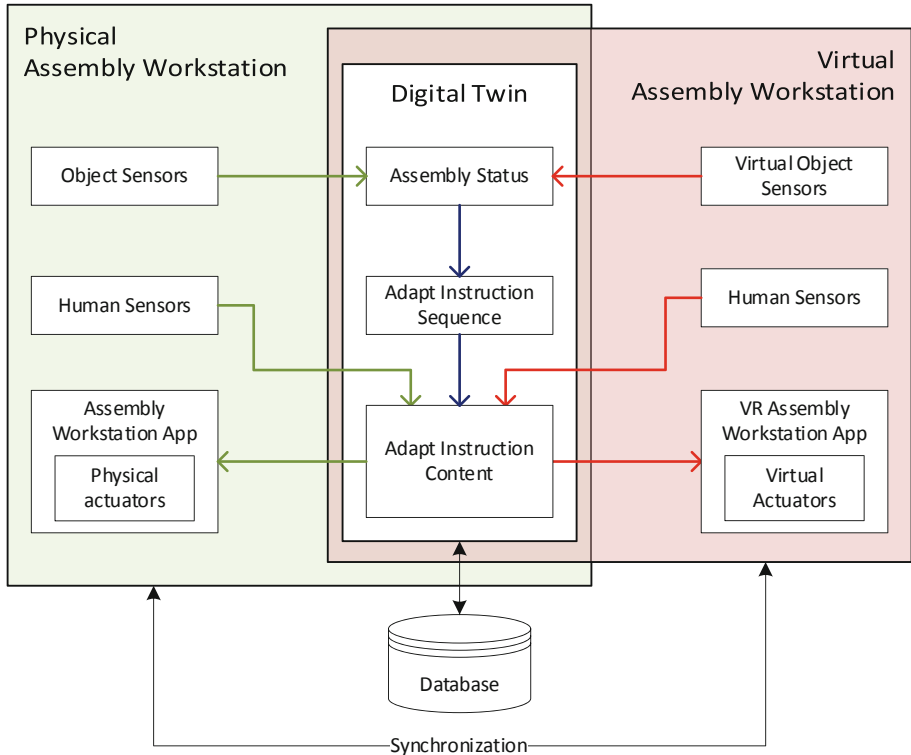 Physical
Assembly Workstation
Virtual
Assembly Workstation
Digital Twin
Object Sensors
Assembly Status
Virtual Object
Sensors
Human Sensors
Adapt Instruction
Sequence
Human Sensors
Assembly
Workstation App
Physical
actuators
Adapt Instruction
Content
VR Assembly
Workstation App
Virtual
Actuators
Database
Synchronization